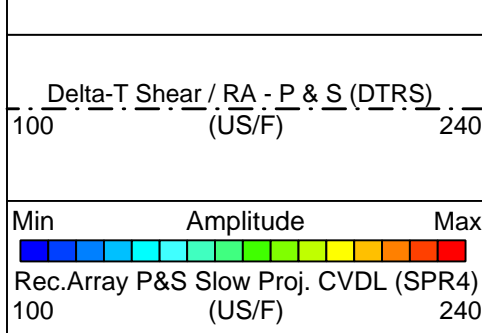 Delta-T Shear / RA - P & S (DTRS)
100 (US/F) 240
Min Amplitude Max
Rec.Array P&S Slow Proj. CVDL (SPR4)
100 (US/F) 240